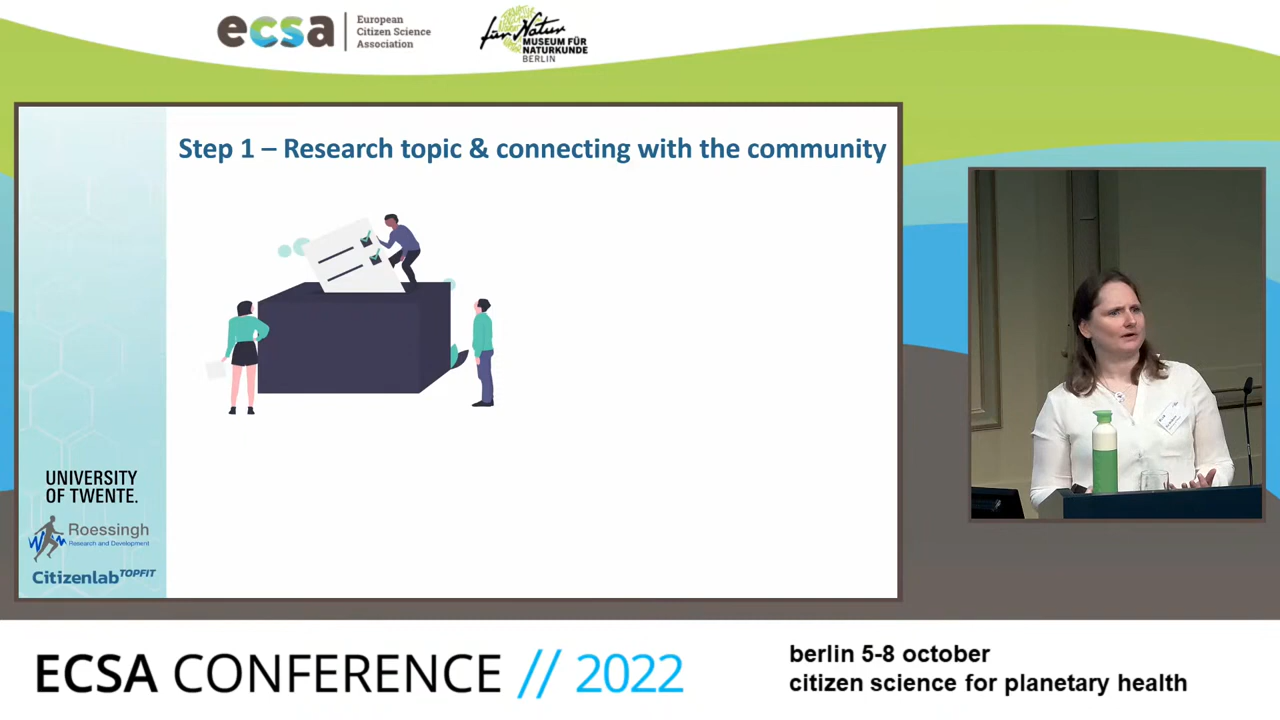 ecsa
European
Citizen Science
Association
für Natur
MUSEUM FÜR
NATURKUNDE
BERLIN
Step 1 – Research topic & connecting with the community
UNIVERSITY
OF TWENTE.
Roessingh
Research and Development
Citizenlab TOPFIT
ECSA CONFERENCE // 2022
berlin 5-8 october
citizen science for planetary health